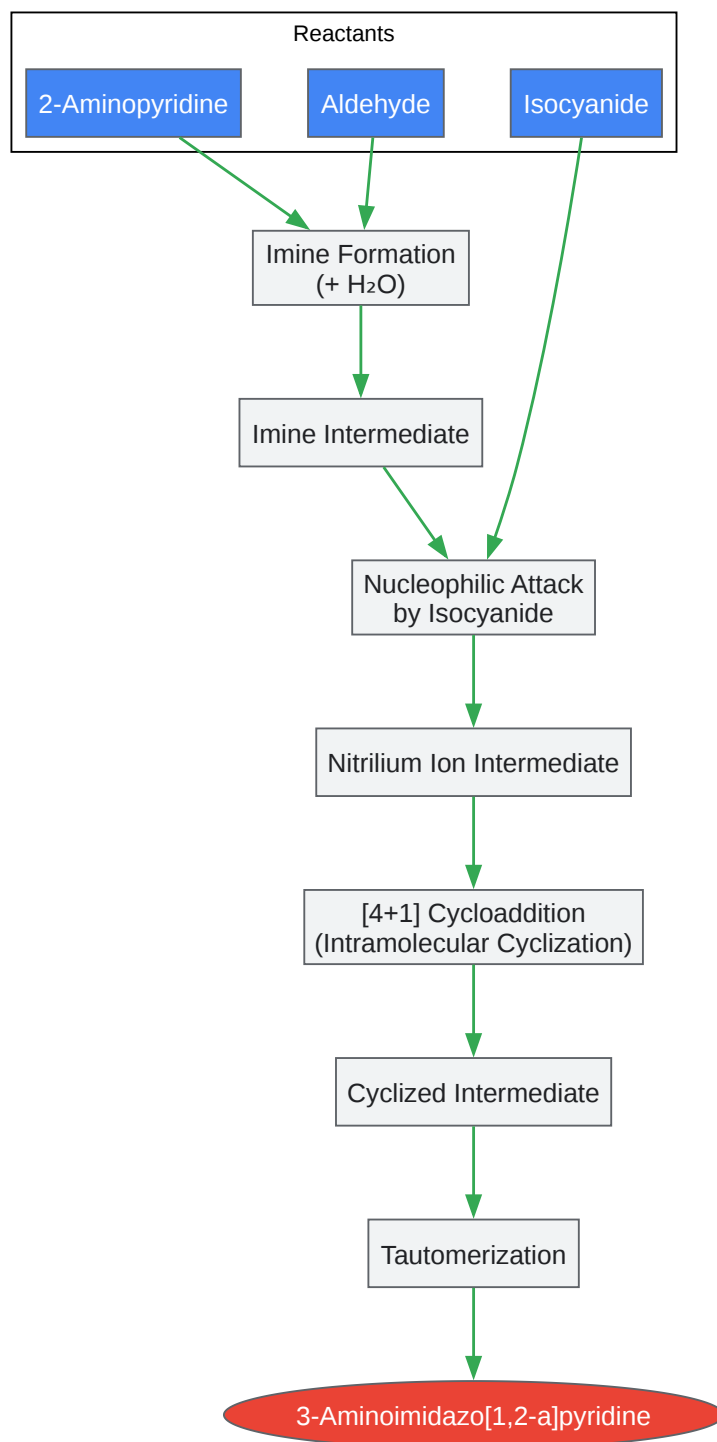 Reactants
2-Aminopyridine
Aldehyde
Isocyanide
Imine Formation
(+ H₂O)
Imine Intermediate
Nucleophilic Attack
by Isocyanide
Nitrilium Ion Intermediate
[4+1] Cycloaddition
(Intramolecular Cyclization)
Cyclized Intermediate
Tautomerization
3-Aminoimidazo[1,2-a]pyridine